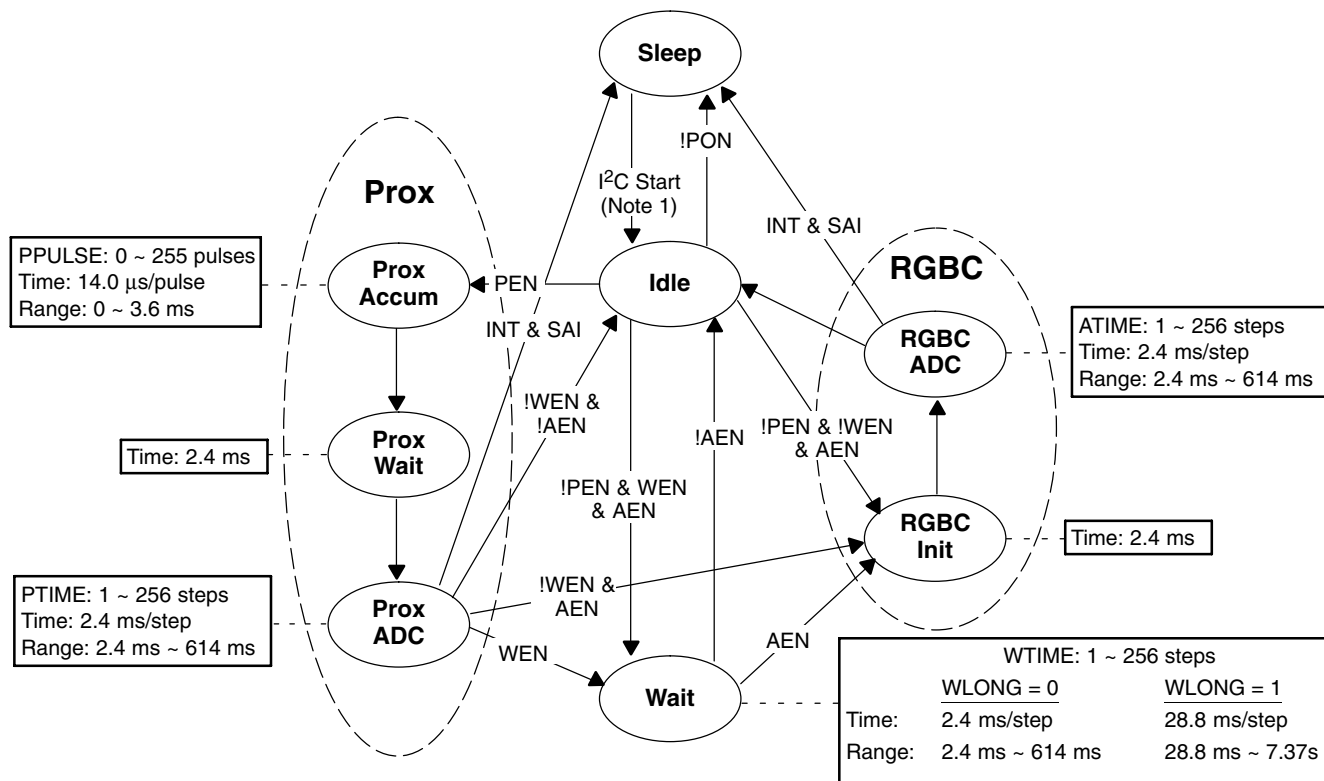 Sleep
!PON
I²C Start
(Note 1)
Prox
INT & SAI
RGBC
PPULSE: 0 ~ 255 pulses
Time: 14.0 μs/pulse
Range: 0 ~ 3.6 ms
Prox
Accum
PEN
Idle
INT & SAI
RGBC
ADC
ATIME: 1 ~ 256 steps
Time: 2.4 ms/step
Range: 2.4 ms ~ 614 ms
!WEN &
!AEN
!AEN
!PEN & !WEN
& AEN
Prox
Wait
Time: 2.4 ms
!PEN & WEN
& AEN
RGBC
Init
Time: 2.4 ms
PTIME: 1 ~ 256 steps
Time: 2.4 ms/step
Range: 2.4 ms ~ 614 ms
Prox
ADC
!WEN &
AEN
WEN
AEN
Wait
WTIME: 1 ~ 256 steps
WLONG = 0 WLONG = 1
Time: 2.4 ms/step 28.8 ms/step
Range: 2.4 ms ~ 614 ms 28.8 ms ~ 7.37s